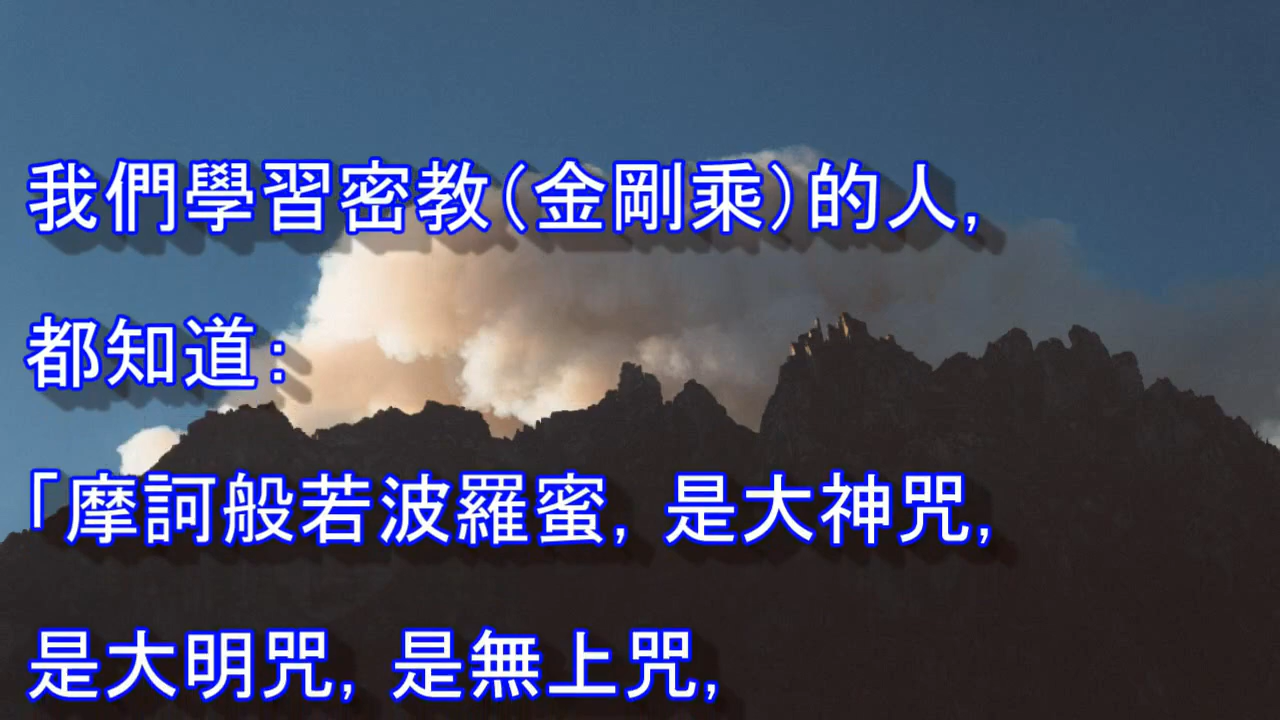 我們學習密教(金剛乘)的人,
都知道:
「摩訶般若波羅蜜, 是大神咒,
是大明咒, 是無上咒,